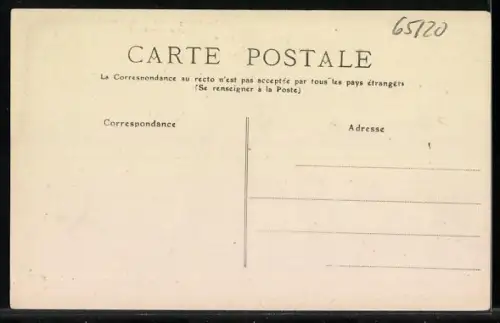 65120
CARTE POSTALE
La Correspondance au recto n'est pas acceptée par tous les pays étrangers
(Se renseigner à la Poste)
Correspondance
Adresse